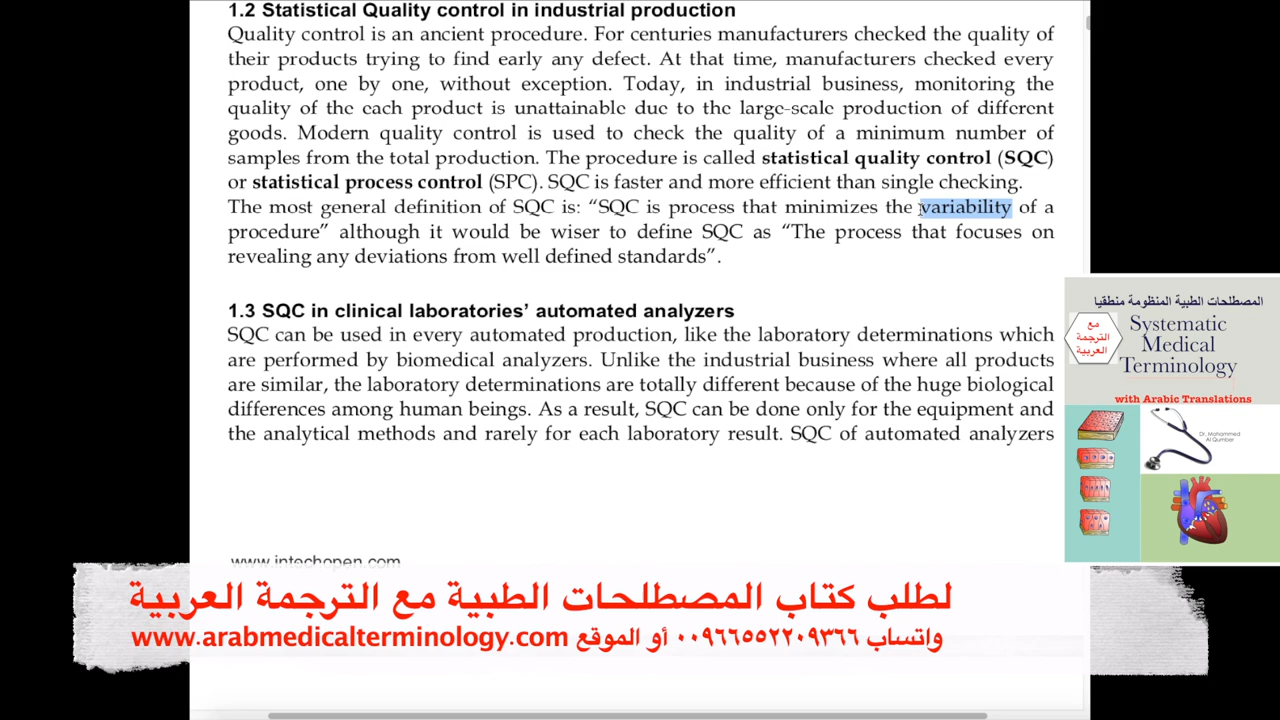 1.2 Statistical Quality control in industrial production
Quality control is an ancient procedure. For centuries manufacturers checked the quality of
their products trying to find early any defect. At that time, manufacturers checked every
product, one by one, without exception. Today, in industrial business, monitoring the
quality of the each product is unattainable due to the large-scale production of different
goods. Modern quality control is used to check the quality of a minimum number of
samples from the total production. The procedure is called statistical quality control (SQC)
or statistical process control (SPC). SQC is faster and more efficient than single checking.
The most general definition of SQC is: “SQC is process that minimizes the variability of a
procedure” although it would be wiser to define SQC as “The process that focuses on
revealing any deviations from well defined standards”.
1.3 SQC in clinical laboratories’ automated analyzers
SQC can be used in every automated production, like the laboratory determinations which
are performed by biomedical analyzers. Unlike the industrial business where all products
are similar, the laboratory determinations are totally different because of the huge biological
differences among human beings. As a result, SQC can be done only for the equipment and
the analytical methods and rarely for each laboratory result. SQC of automated analyzers
www.intechopen.com
المصطلحات الطبية المنظومة منطقيا
مع
الترجمة
العربية
Systematic
Medical
Terminology
with Arabic Translations
Dr. Mohammed
Al Qumber
لطلب كتاب المصطلحات الطبية مع الترجمة العربية
واتساب ٠٠٩٦٦٥٥٢٢٠٩٣٦٦ أو الموقع www.arabmedicalterminology.com